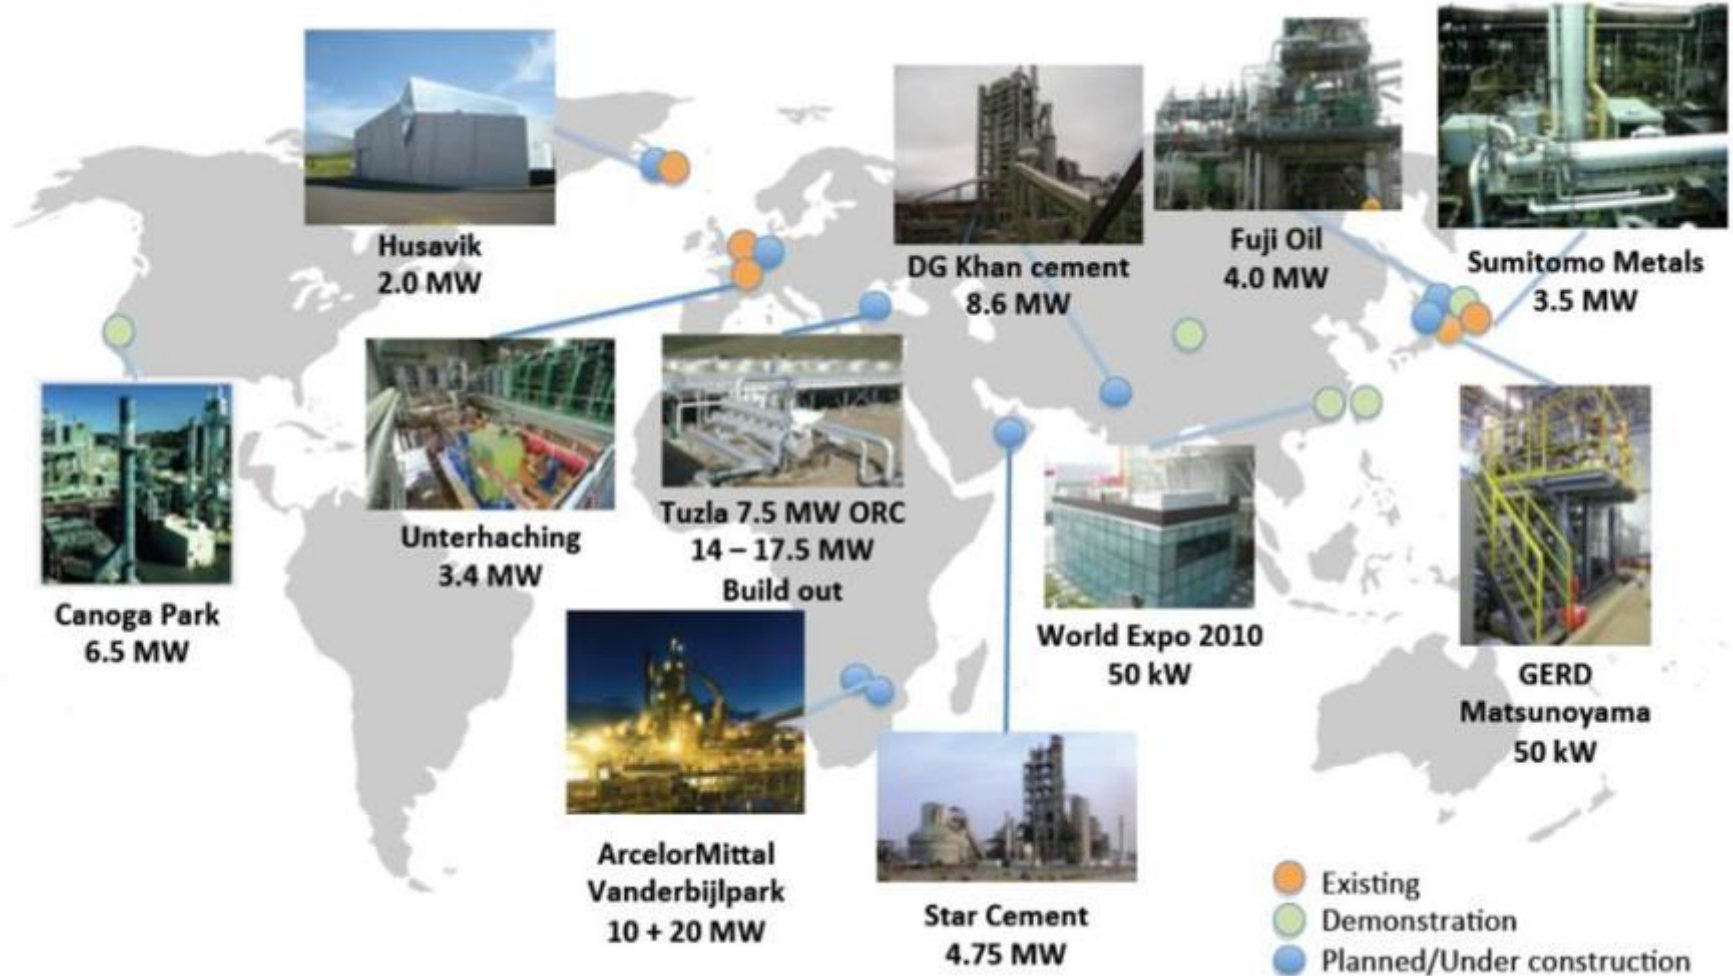 Husavik
2.0 MW
DG Khan cement
8.6 MW
Fuji Oil
4.0 MW
Sumitomo Metals
3.5 MW
Canoga Park
6.5 MW
Unterhaching
3.4 MW
Tuzla 7.5 MW ORC
14 – 17.5 MW
Build out
World Expo 2010
50 kW
GERD
Matsunoyama
50 kW
ArcelorMittal
Vanderbijlpark
10 + 20 MW
Star Cement
4.75 MW
Existing
Demonstration
Planned/Under construction